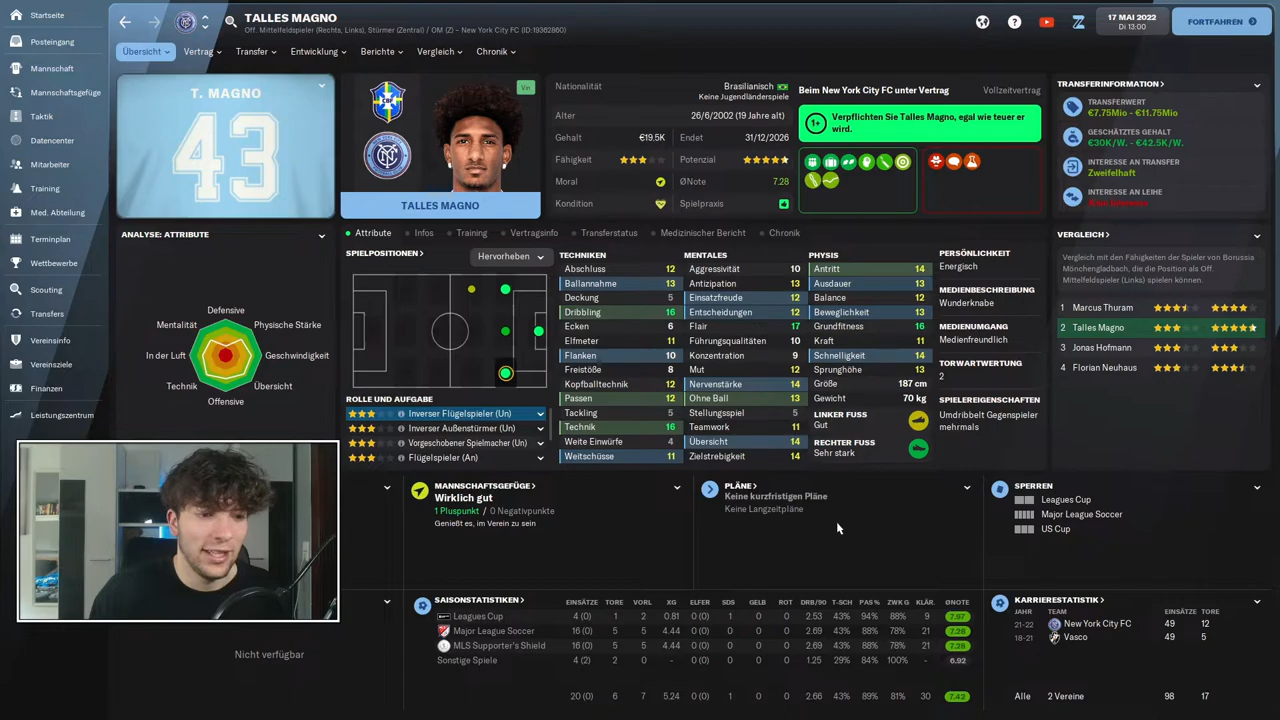 Startseite
Posteingang
Mannschaft
Mannschaftsgefüge
Taktik
Datencenter
Mitarbeiter
Training
Med. Abteilung
Terminplan
Wettbewerbe
Scouting
Transfers
Vereinsinfo
Vereinsziele
Finanzen
Leistungszentrum
TALLES MAGNO
Off. Mittelfeldspieler (Rechts, Links), Stürmer (Zentral) / OM (Z) - New York City FC (ID:19362860)
17 MAI 2022
Di 13:00
FORTFAHREN
Übersicht
Vertrag
Transfer
Entwicklung
Berichte
Vergleich
Chronik
T. MAGNO
43
CBF
TALLES MAGNO
Vin
Nationalität Brasilianisch
Keine Jugendländerspiele
Alter 26/6/2002 (19 Jahre alt)
Gehalt €19.5K Endet 31/12/2026
Fähigkeit Potenzial
Moral ØNote 7.28
Kondition Spielpraxis
Beim New York City FC unter Vertrag Vollzeitvertrag
1+ Verpflichten Sie Talles Magno, egal wie teuer er
wird.
TRANSFERINFORMATION
TRANSFERWERT
€7.75Mio - €11.75Mio
GESCHÄTZTES GEHALT
€30K/W. - €42.5K/W.
INTERESSE AN TRANSFER
Zweifelhaft
INTERESSE AN LEIHE
ANALYSE: ATTRIBUTE
Defensive
Mentalität Physische Stärke
In der Luft Geschwindigkeit
Technik Übersicht
Offensive
Attribute Infos Training Vertragsinfo Transferstatus Medizinischer Bericht Chronik
SPIELPOSITIONEN Hervorheben
ROLLE UND AUFGABE
Inverser Flügelspieler (Un)
Inverser Außenstürmer (Un)
Vorgeschobener Spielmacher (Un)
Flügelspieler (An)
TECHNIKEN
Abschluss 12
Ballannahme 13
Deckung 5
Dribbling 16
Ecken 6
Elfmeter 11
Flanken 10
Freistöße 8
Kopfballtechnik 12
Passen 12
Tackling 5
Technik 16
Weite Einwürfe 4
Weitschüsse 11
MENTALES
Aggressivität 10
Antizipation 13
Einsatzfreude 12
Entscheidungen 12
Flair 17
Führungsqualitäten 10
Konzentration 9
Mut 12
Nervenstärke 14
Ohne Ball 13
Stellungsspiel 5
Teamwork 11
Übersicht 14
Zielstrebigkeit 14
PHYSIS
Antritt 14
Ausdauer 13
Balance 12
Beweglichkeit 13
Grundfitness 16
Kraft 11
Schnelligkeit 14
Sprunghöhe 13
Größe 187 cm
Gewicht 70 kg
LINKER FUSS
Gut
RECHTER FUSS
Sehr stark
PERSÖNLICHKEIT
Energisch
MEDIENBESCHREIBUNG
Wunderknabe
MEDIENUMGANG
Medienfreundlich
TORWARTWERTUNG
2
SPIELEREIGENSCHAFTEN
Umdribbelt Gegenspieler
mehrmals
VERGLEICH
Vergleich mit den Fähigkeiten der Spieler von Borussia
Mönchengladbach, die die Position als Off.
Mittelfeldspieler (Links) spielen können.
1 Marcus Thuram
2 Talles Magno
3 Jonas Hofmann
4 Florian Neuhaus
MANNSCHAFTSGEFÜGE
Wirklich gut
1 Pluspunkt / 0 Negativpunkte
Genießt es, im Verein zu sein
PLÄNE
Keine kurzfristigen Pläne
Keine Langzeitpläne
SPERREN
Leagues Cup
Major League Soccer
US Cup
Nicht verfügbar
SAISONSTATISTIKEN EINSÄTZE TORE VORL XG ELFER SDS GELB ROT DRB/90 T-SCH PAS % ZWK G KLÄR. ØNOTE
Leagues Cup 4 (0) 1 2 0.81 0 (0) 1 0 0 2.53 43% 94% 88% 9 7.97
Major League Soccer 16 (0) 5 5 4.44 0 (0) 0 0 0 2.69 43% 88% 78% 21 7.28
MLS Supporter's Shield 16 (0) 5 5 4.44 0 (0) 0 0 0 2.69 43% 88% 78% 21 7.28
Sonstige Spiele 4 (2) 2 0 - 0 (0) 0 0 0 1.25 29% 84% 100% - 6.92
20 (0) 6 7 5.24 0 (0) 1 0 0 2.66 43% 89% 81% 30 7.42
KARRIERESTATISTIK
JAHR TEAM EINSÄTZE TORE
21-22 New York City FC 49 12
18-21 Vasco 49 5
Alle 2 Vereine 98 17